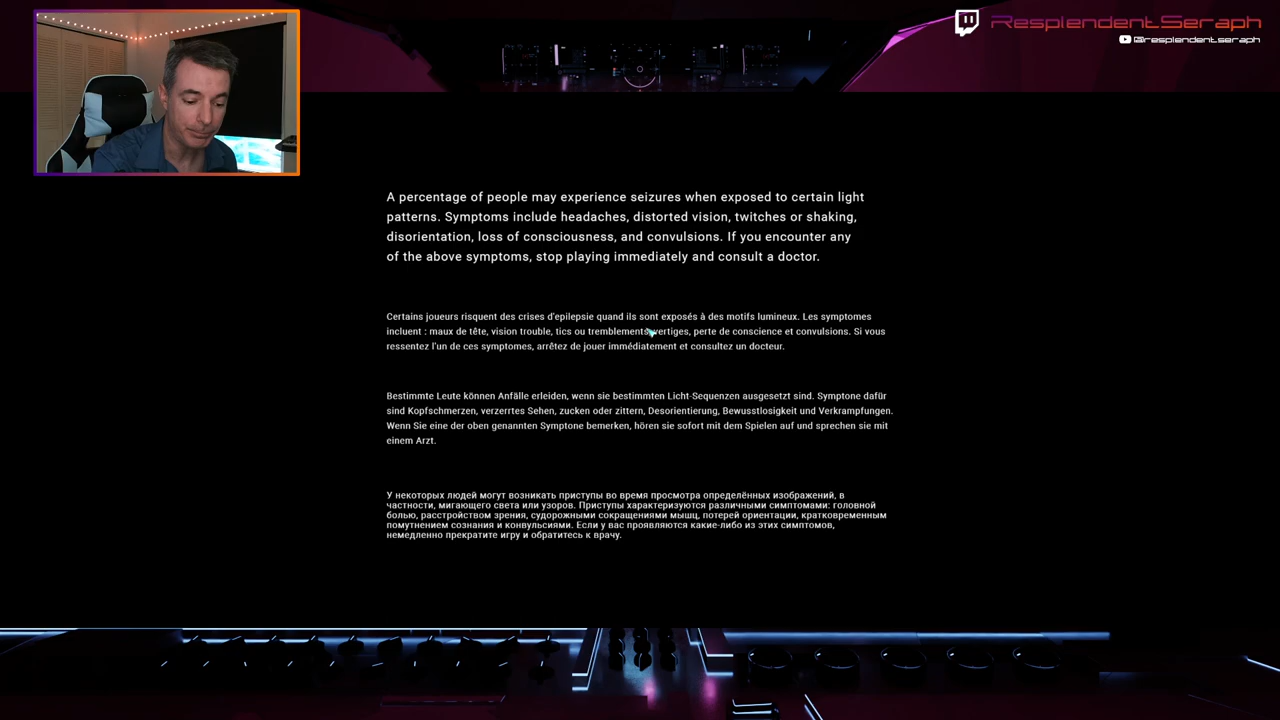 ResplendentSeraph
@resplendentseraph
A percentage of people may experience seizures when exposed to certain light
patterns. Symptoms include headaches, distorted vision, twitches or shaking,
disorientation, loss of consciousness, and convulsions. If you encounter any
of the above symptoms, stop playing immediately and consult a doctor.
Certains joueurs risquent des crises d'epilepsie quand ils sont exposés à des motifs lumineux. Les symptomes
incluent : maux de tête, vision trouble, tics ou tremblements, vertiges, perte de conscience et convulsions. Si vous
ressentez l'un de ces symptomes, arrêtez de jouer immédiatement et consultez un docteur.
Bestimmte Leute können Anfälle erleiden, wenn sie bestimmten Licht-Sequenzen ausgesetzt sind. Symptone dafür
sind Kopfschmerzen, verzerrtes Sehen, zucken oder zittern, Desorientierung, Bewusstlosigkeit und Verkrampfungen.
Wenn Sie eine der oben genannten Symptone bemerken, hören sie sofort mit dem Spielen auf und sprechen sie mit
einem Arzt.
У некоторых людей могут возникать приступы во время просмотра определённых изображений, в
частности, мигающего света или узоров. Приступы характеризуются различными симптомами: головной
болью, расстройством зрения, судорожными сокращениями мышц, потерей ориентации, кратковременным
помутнением сознания и конвульсиями. Если у вас проявляются какие-либо из этих симптомов,
немедленно прекратите игру и обратитесь к врачу.